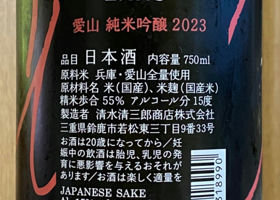 愛山 純米吟醸 2023
品目 日本酒 内容量 750ml
原料米 兵庫・愛山全量使用
原材料名 米(国産)、米麹(国産米)
精米歩合 55% アルコール分 15度
製造者 清水清三郎商店株式会社
三重県鈴鹿市若松東三丁目9番33号
お酒は20歳になってから/妊
娠中の飲酒は胎児、乳児の発
育に悪影響を与えるおそれがあ
ります/お酒は楽しく適量を
JAPANESE SAKE
318990